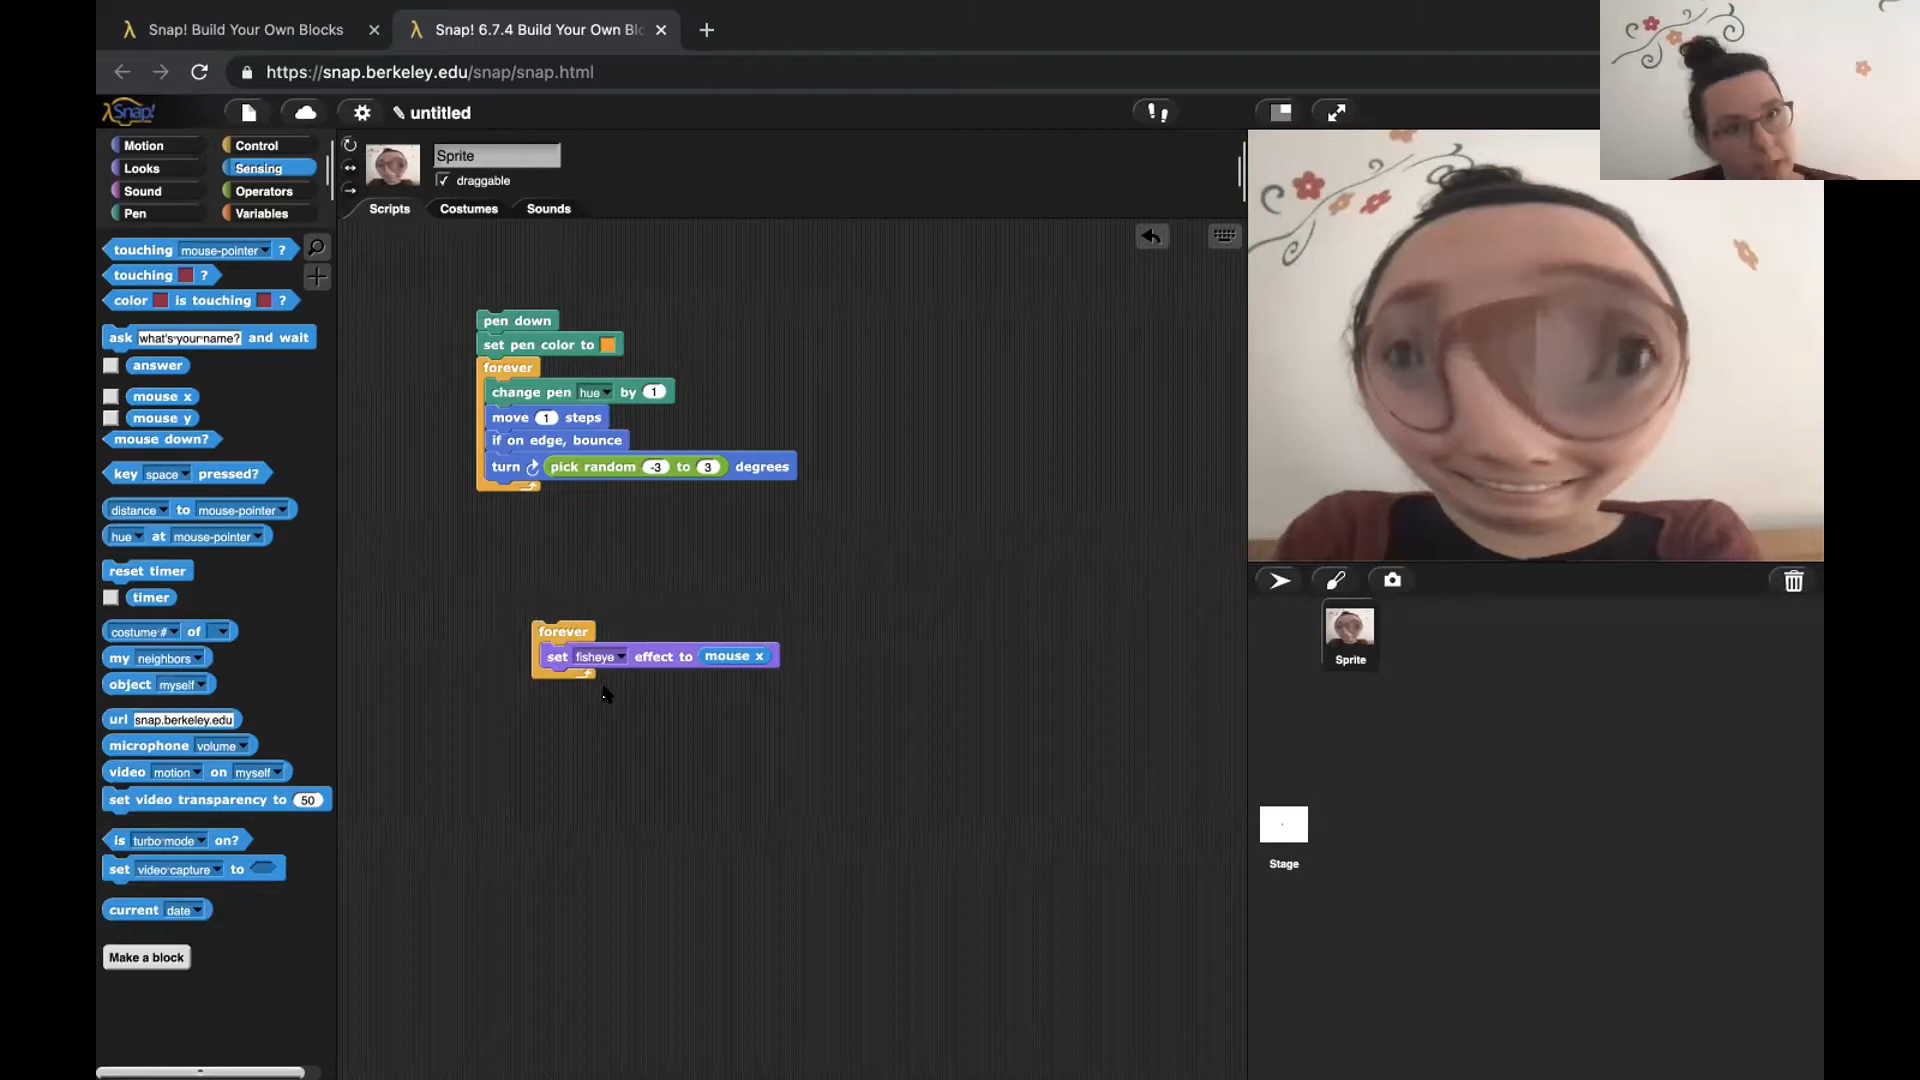 Snap! Build Your Own Blocks
Snap! 6.7.4 Build Your Own Blo
https://snap.berkeley.edu/snap/snap.html
Snap!
untitled
Motion
Control
Looks
Sensing
Sound
Operators
Pen
Variables
Sprite
draggable
Scripts
Costumes
Sounds
touching mouse-pointer ?
touching ?
color is touching ?
ask what's your name? and wait
answer
mouse x
mouse y
mouse down?
key space pressed?
distance to mouse-pointer
hue at mouse-pointer
reset timer
timer
costume # of
my neighbors
object myself
url snap.berkeley.edu
microphone volume
video motion on myself
set video transparency to 50
is turbo mode on?
set video capture to
current date
Make a block
pen down
set pen color to
forever
change pen hue by 1
move 1 steps
if on edge, bounce
turn pick random -3 to 3 degrees
forever
set fisheye effect to mouse x
Sprite
Stage